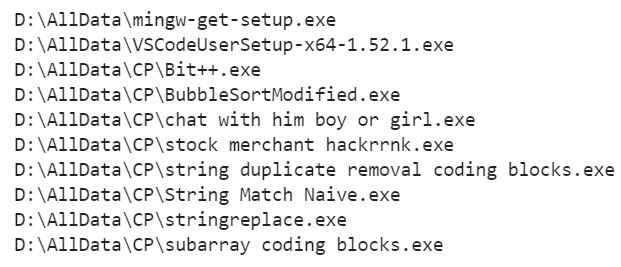 D:\AllData\mingw-get-setup.exe
D:\AllData\VSCodeUserSetup-x64-1.52.1.exe
D:\AllData\CP\Bit++.exe
D:\AllData\CP\BubbleSortModified.exe
D:\AllData\CP\chat with him boy or girl.exe
D:\AllData\CP\stock merchant hackrrnk.exe
D:\AllData\CP\string duplicate removal coding blocks.exe
D:\AllData\CP\String Match Naive.exe
D:\AllData\CP\stringreplace.exe
D:\AllData\CP\subarray coding blocks.exe